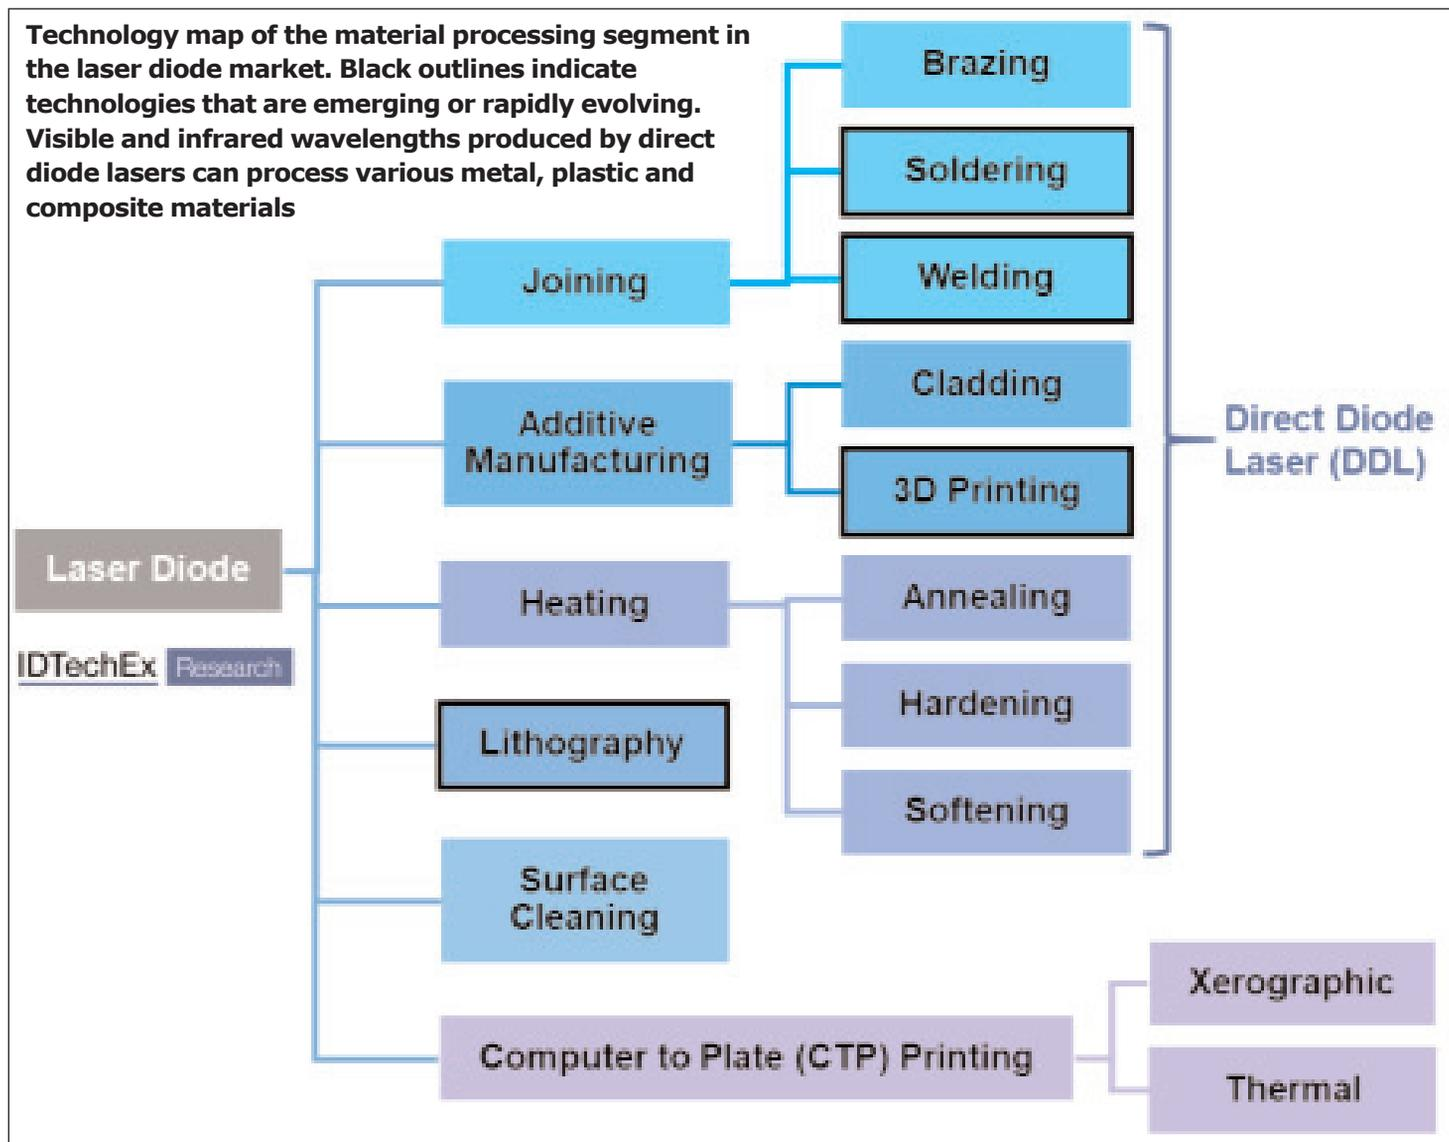 Technology map of the material processing segment in
the laser diode market. Black outlines indicate
technologies that are emerging or rapidly evolving.
Visible and infrared wavelengths produced by direct
diode lasers can process various metal, plastic and
composite materials
Brazing
Soldering
Joining
Welding
Cladding
Additive
Manufacturing
3D Printing
Direct Diode
Laser (DDL)
Laser Diode
IDTechEx Research
Heating
Annealing
Hardening
Softening
Lithography
Surface
Cleaning
Computer to Plate (CTP) Printing
Xerographic
Thermal